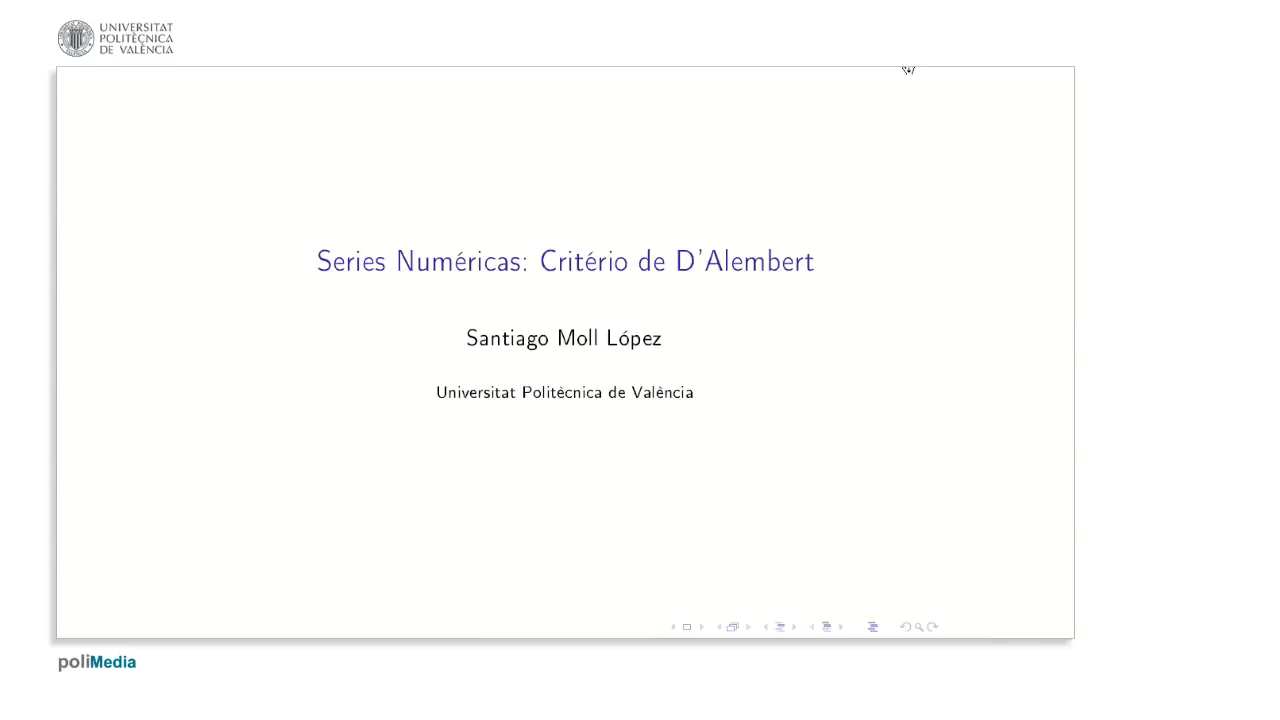 UNIVERSITAT
POLITÈCNICA
DE VALÈNCIA
Series Numéricas: Critério de D'Alembert
Santiago Moll López
Universitat Politècnica de València
poliMedia